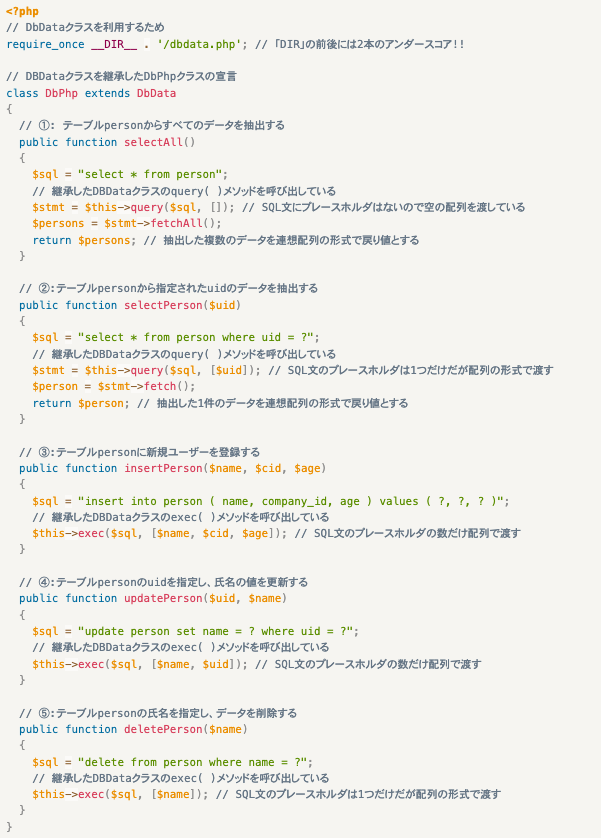 <?php
// DbDataクラスを利用するため
require_once __DIR__ . '/dbdata.php'; // 「DIR」の前後には2本のアンダースコア!!
// DBDataクラスを継承したDbPhpクラスの宣言
class DbPhp extends DbData
{
// ①: テーブルpersonからすべてのデータを抽出する
public function selectAll()
{
$sql = "select * from person";
// 継承したDBDataクラスのquery( )メソッドを呼び出している
$stmt = $this->query($sql, []); // SQL文にプレースホルダはないので空の配列を渡している
$persons = $stmt->fetchAll();
return $persons; // 抽出した複数のデータを連想配列の形式で戻り値とする
}
// ②:テーブルpersonから指定されたuidのデータを抽出する
public function selectPerson($uid)
{
$sql = "select * from person where uid = ?";
// 継承したDBDataクラスのquery( )メソッドを呼び出している
$stmt = $this->query($sql, [$uid]); // SQL文のプレースホルダは1つだけだが配列の形式で渡す
$person = $stmt->fetch();
return $person; // 抽出した1件のデータを連想配列の形式で戻り値とする
}
// ③:テーブルpersonに新規ユーザーを登録する
public function insertPerson($name, $cid, $age)
{
$sql = "insert into person ( name, company_id, age ) values ( ?, ?, ? )";
// 継承したDBDataクラスのexec( )メソッドを呼び出している
$this->exec($sql, [$name, $cid, $age]); // SQL文のプレースホルダの数だけ配列で渡す
}
// ④:テーブルpersonのuidを指定し、氏名の値を更新する
public function updatePerson($uid, $name)
{
$sql = "update person set name = ? where uid = ?";
// 継承したDBDataクラスのexec( )メソッドを呼び出している
$this->exec($sql, [$name, $uid]); // SQL文のプレースホルダの数だけ配列で渡す
}
// ⑤:テーブルpersonの氏名を指定し、データを削除する
public function deletePerson($name)
{
$sql = "delete from person where name = ?";
// 継承したDBDataクラスのexec( )メソッドを呼び出している
$this->exec($sql, [$name]); // SQL文のプレースホルダは1つだけだが配列の形式で渡す
}
}